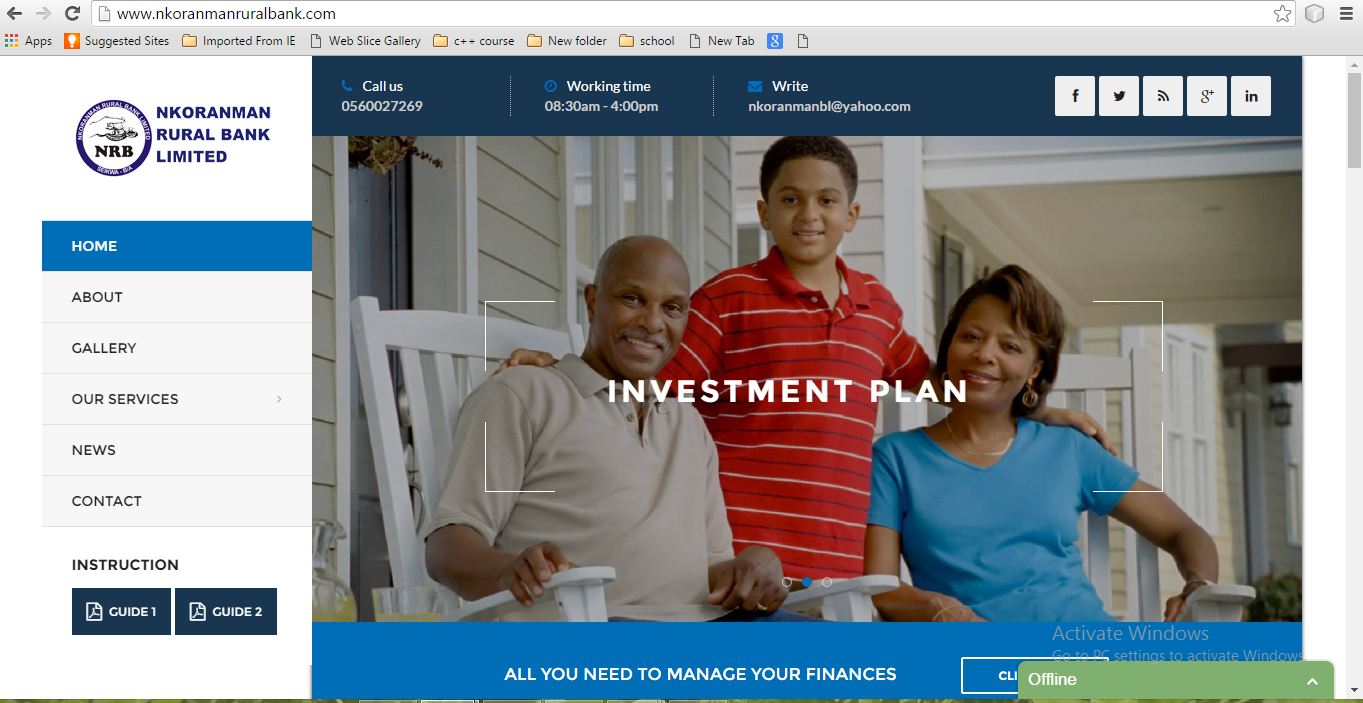 www.nkoranmanruralbank.com
Apps Suggested Sites Imported From IE Web Slice Gallery c++ course New folder school New Tab
Call us
0560027269
Working time
08:30am - 4:00pm
Write
nkoranmanbl@yahoo.com
NKORANMAN RURAL BANK LIMITED
NRB
SEIKWA - B/A
NKORANMAN
RURAL BANK
LIMITED
HOME
ABOUT
GALLERY
OUR SERVICES
NEWS
CONTACT
INSTRUCTION
GUIDE 1 GUIDE 2
INVESTMENT PLAN
ALL YOU NEED TO MANAGE YOUR FINANCES
Activate Windows
Go to PC settings to activate Windows
Offline